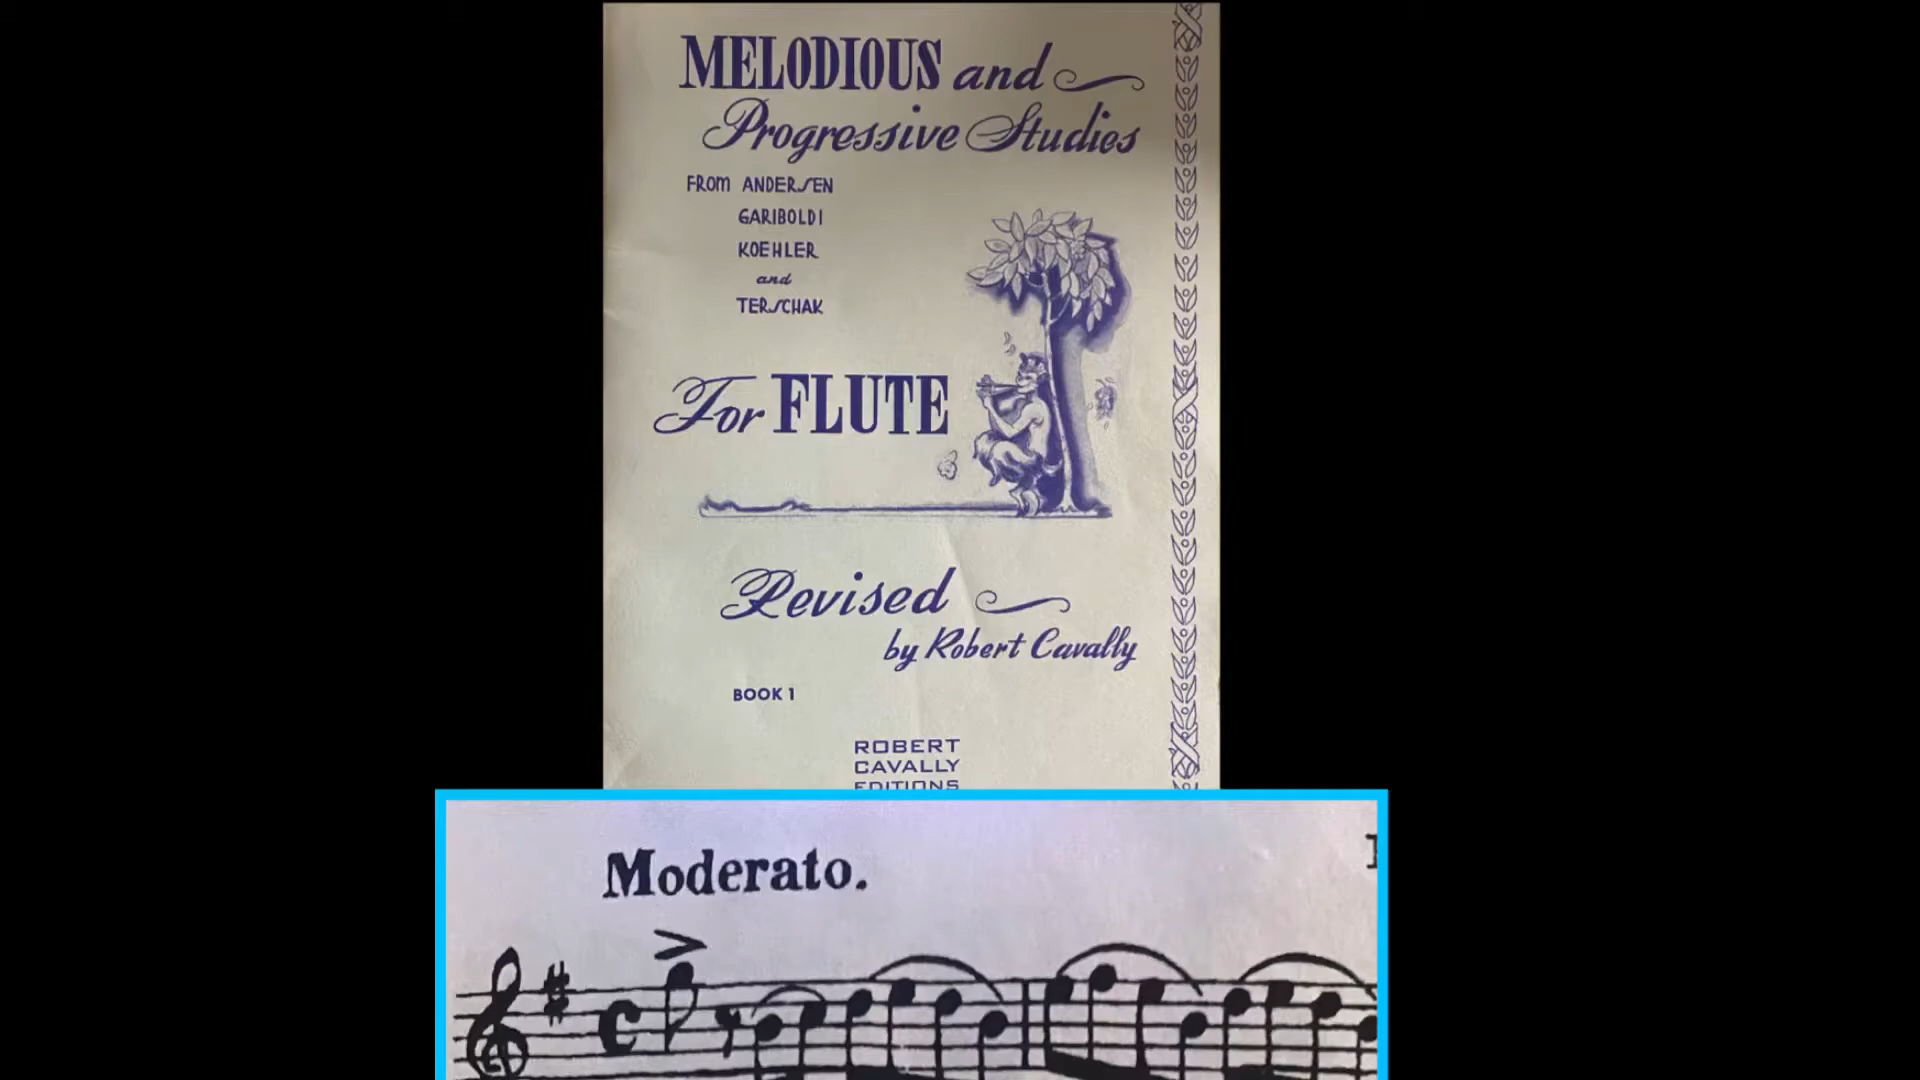 MELODIOUS and
Progressive Studies
FROM ANDERSEN
GARIBOLDI
KOEHLER
and
TERSCHAK
For FLUTE
Revised
by Robert Cavally
BOOK 1
ROBERT
CAVALLY
EDITIONS
Moderato.